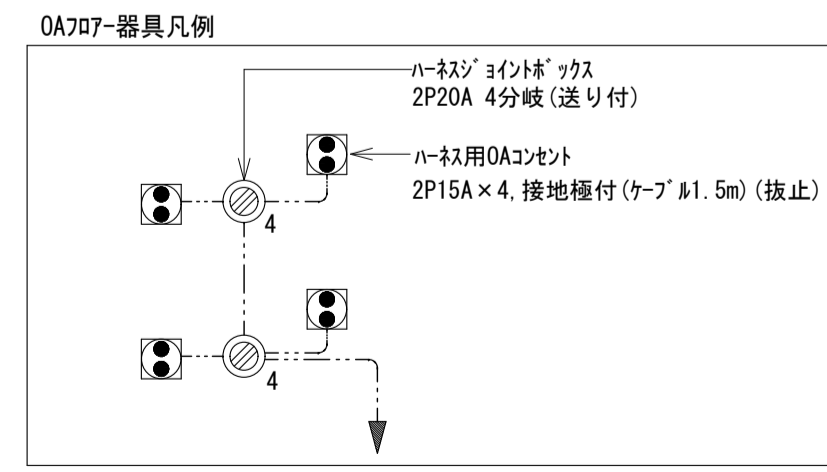 OAﾌﾛｱｰ器具凡例
ﾊｰﾈｽｼﾞｮｲﾝﾄﾎﾞｯｸｽ
2P20A 4分岐(送り付)
ﾊｰﾈｽ用OAｺﾝｾﾝﾄ
2P15A×4,接地極付(ｹｰﾌﾞﾙ1.5m)(抜止)
4
4